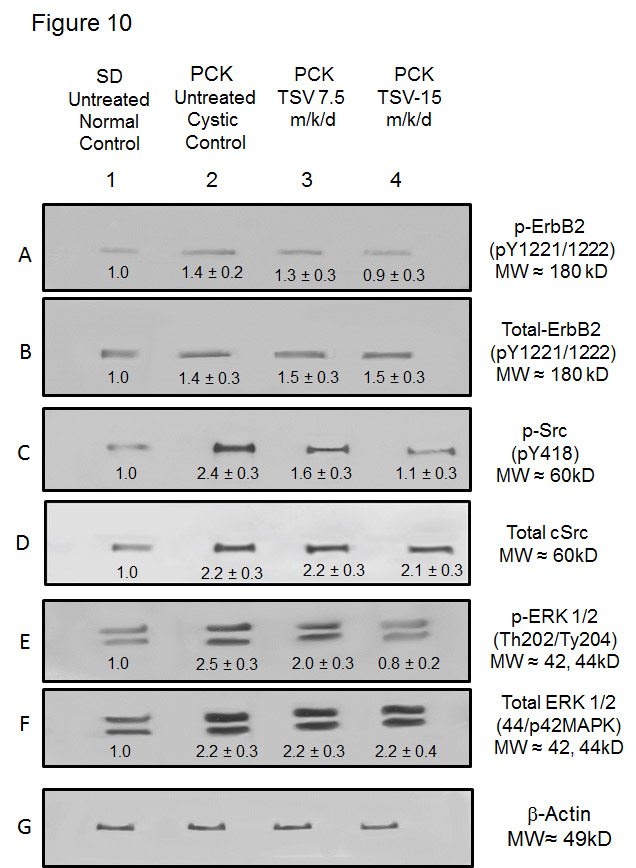 Figure 10
SD
Untreated
Normal
Control
PCK
Untreated
Cystic
Control
PCK
TSV 7.5
m/k/d
PCK
TSV-15
m/k/d
1 2 3 4
A
1.0 1.4 ± 0.2 1.3 ± 0.3 0.9 ± 0.3
p-ErbB2
(pY1221/1222)
MW ≈ 180 kD
B
1.0 1.4 ± 0.3 1.5 ± 0.3 1.5 ± 0.3
Total-ErbB2
(pY1221/1222)
MW ≈ 180 kD
C
1.0 2.4 ± 0.3 1.6 ± 0.3 1.1 ± 0.3
p-Src
(pY418)
MW ≈ 60kD
D
1.0 2.2 ± 0.3 2.2 ± 0.3 2.1 ± 0.3
Total cSrc
MW ≈ 60kD
E
1.0 2.5 ± 0.3 2.0 ± 0.3 0.8 ± 0.2
p-ERK 1/2
(Th202/Ty204)
MW ≈ 42, 44kD
F
1.0 2.2 ± 0.3 2.2 ± 0.3 2.2 ± 0.4
Total ERK 1/2
(44/p42MAPK)
MW ≈ 42, 44kD
G
β-Actin
MW≈ 49kD